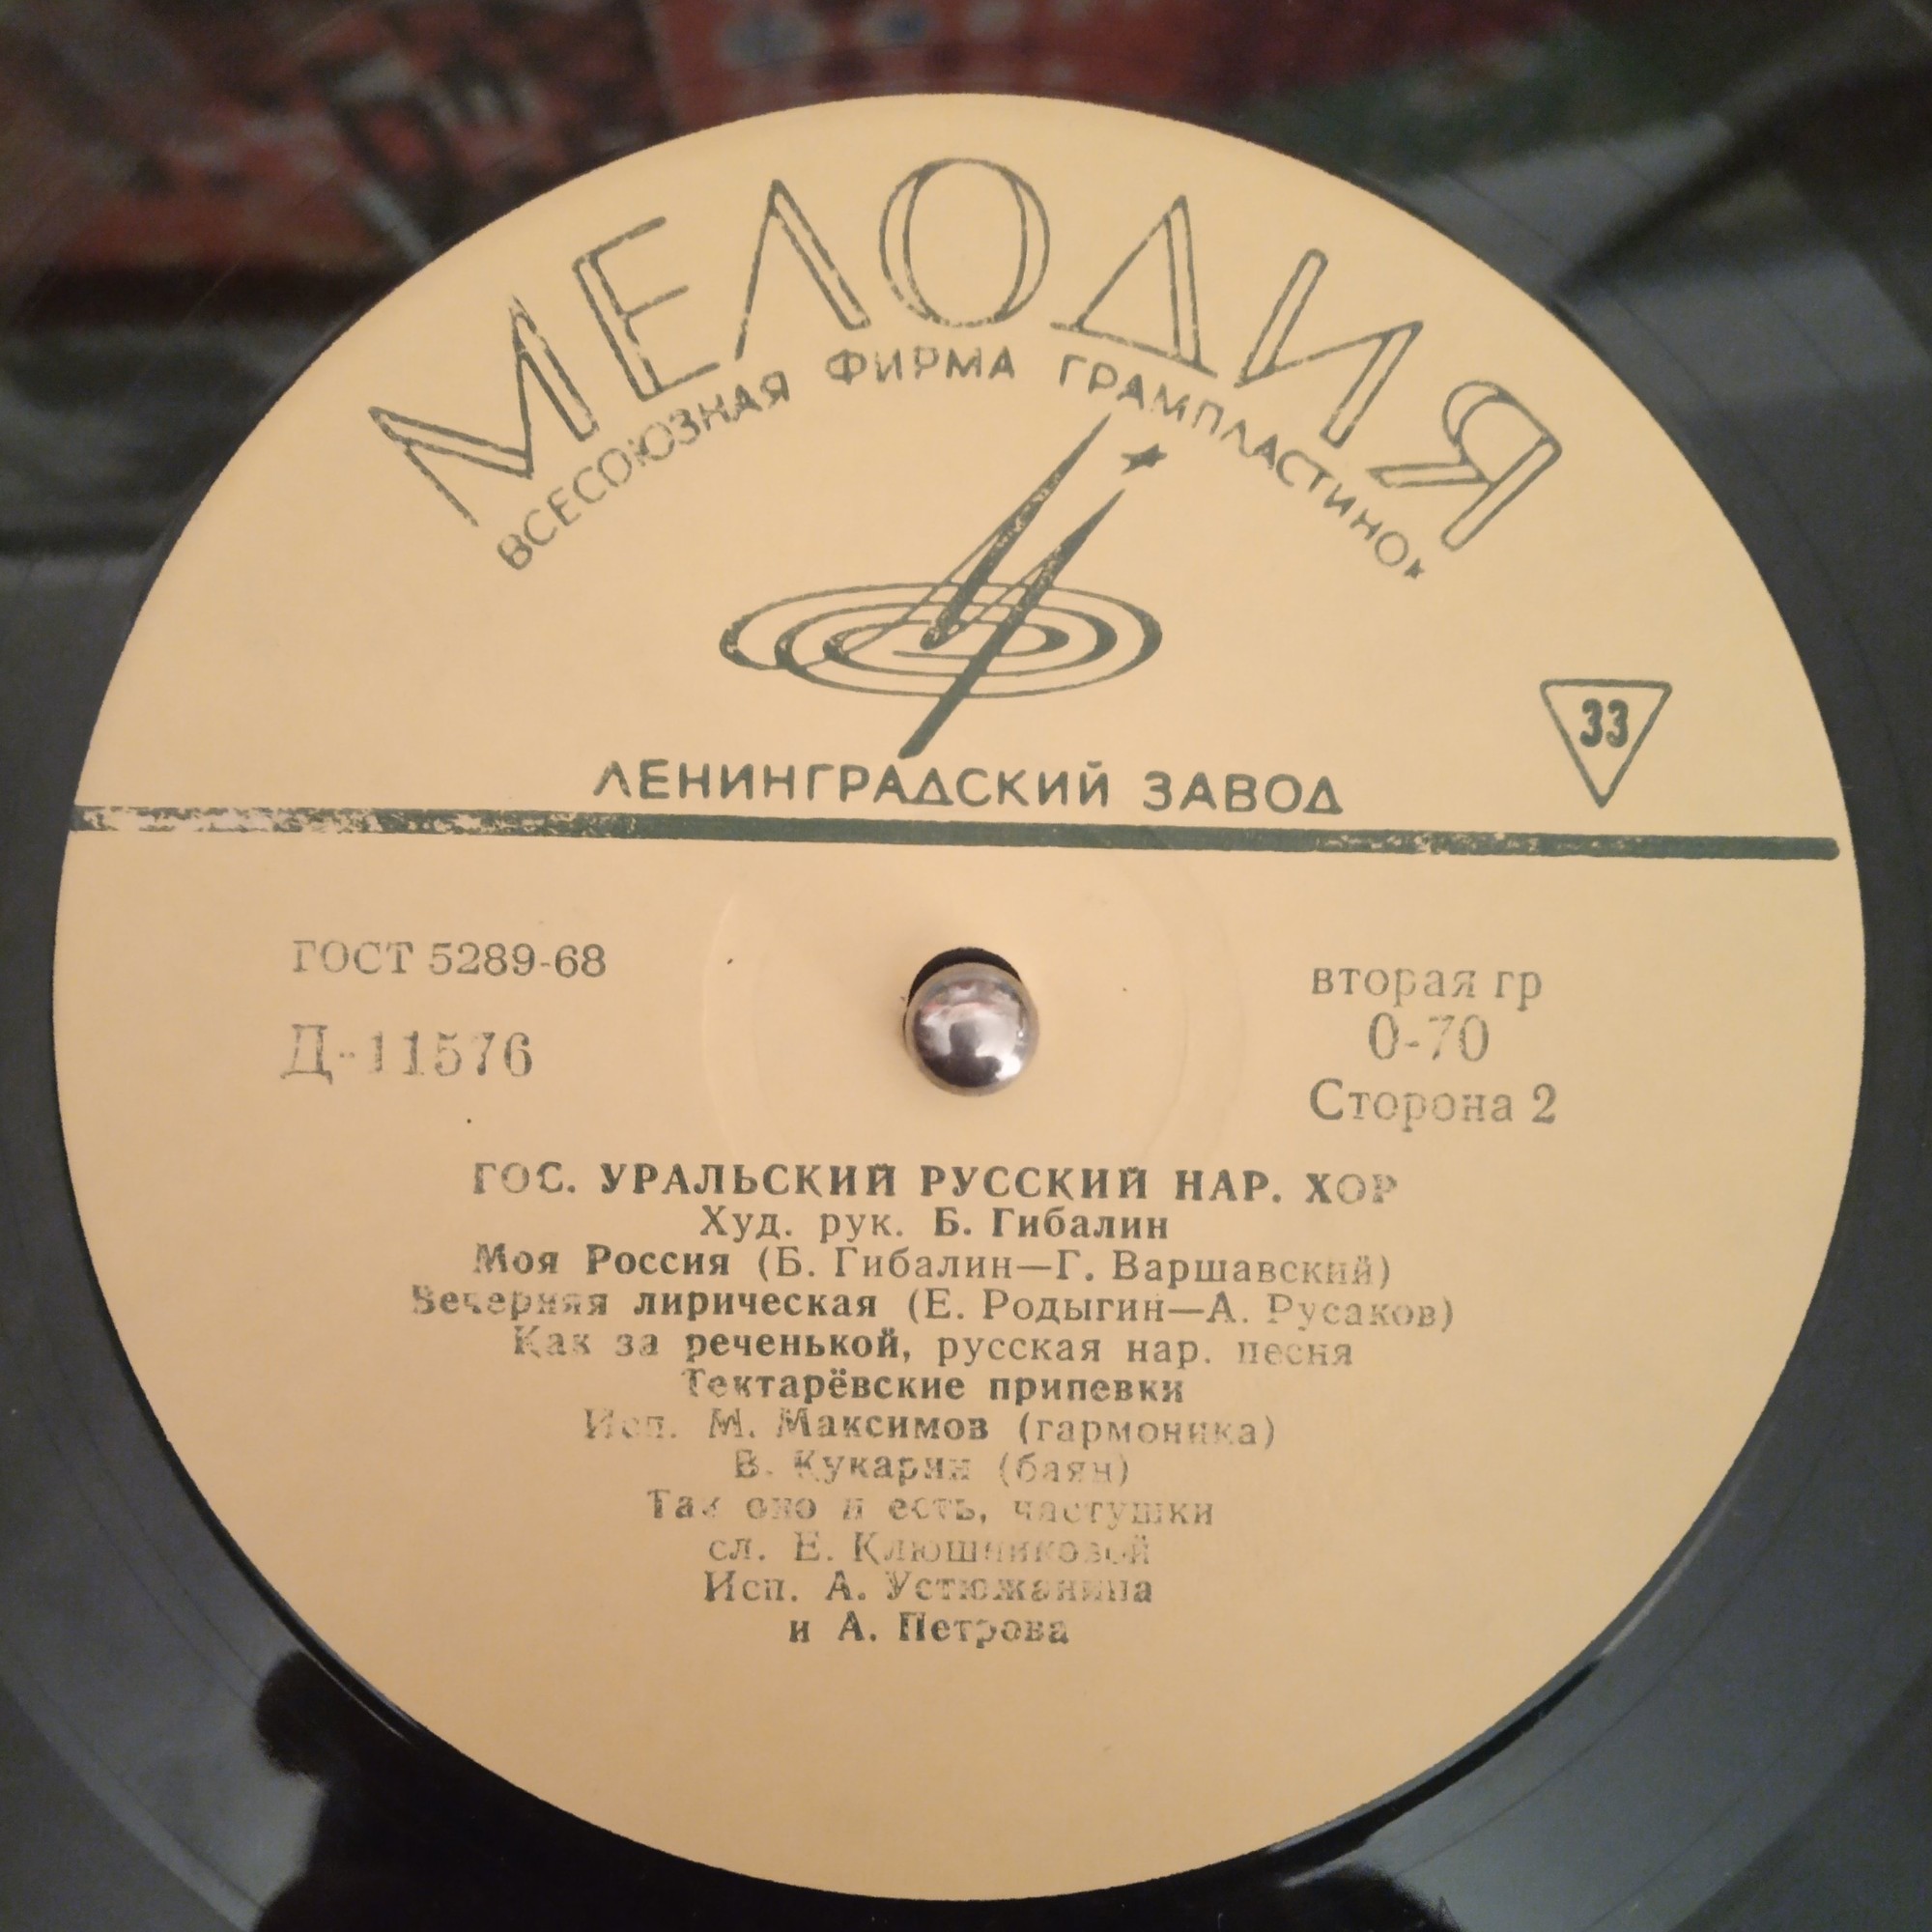 МЕЛОДИЯ
ВСЕСОЮЗНАЯ ФИРМА ГРАМПЛАСТИНОК
33
ЛЕНИНГРАДСКИЙ ЗАВОД
ГОСТ 5289-68
Д-11576
вторая гр
0-70
Сторона 2
ГОС. УРАЛЬСКИЙ РУССКИЙ НАР. ХОР
Худ. рук. Б. Гибалин
Моя Россия (Б. Гибалин—Г. Варшавский)
Вечерняя лирическая (Е. Родыгин—А. Русаков)
Как за реченькой, русская нар. песня
Тектарёвские припевки
Исп. М. Максимов (гармоника)
В. Кукарин (баян)
Так оно и есть, частушки
сл. Е. Клюшниковой
Исп. А. Устюжанина
и А. Петрова